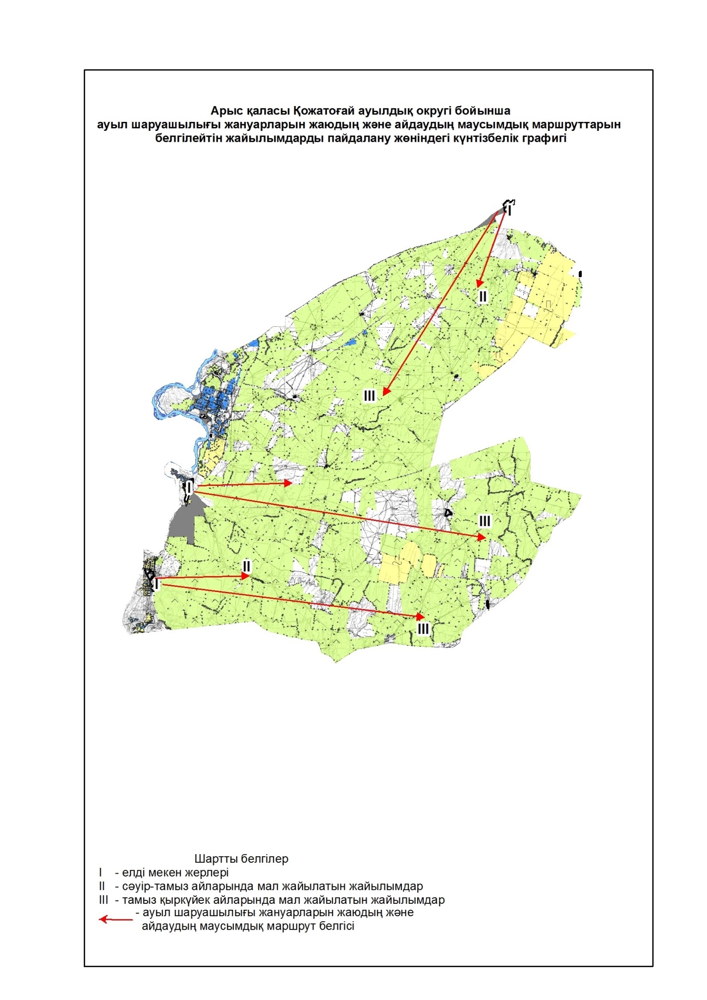 Арыс қаласы Қожатоғай ауылдық округі бойынша
ауыл шаруашылығы жануарларын жаюдың және айдаудың маусымдық маршруттарын
белгілейтін жайылымдарды пайдалану жөніндегі күнтізбелік графигі
I
II
III
I
III
II
I
III
Шартты белгілер
I - елді мекен жерлері
II - сәуір-тамыз айларында мал жайылатын жайылымдар
III - тамыз қыркүйек айларында мал жайылатын жайылымдар
- ауыл шаруашылығы жануарларын жаюдың және
айдаудың маусымдық маршрут белгісі